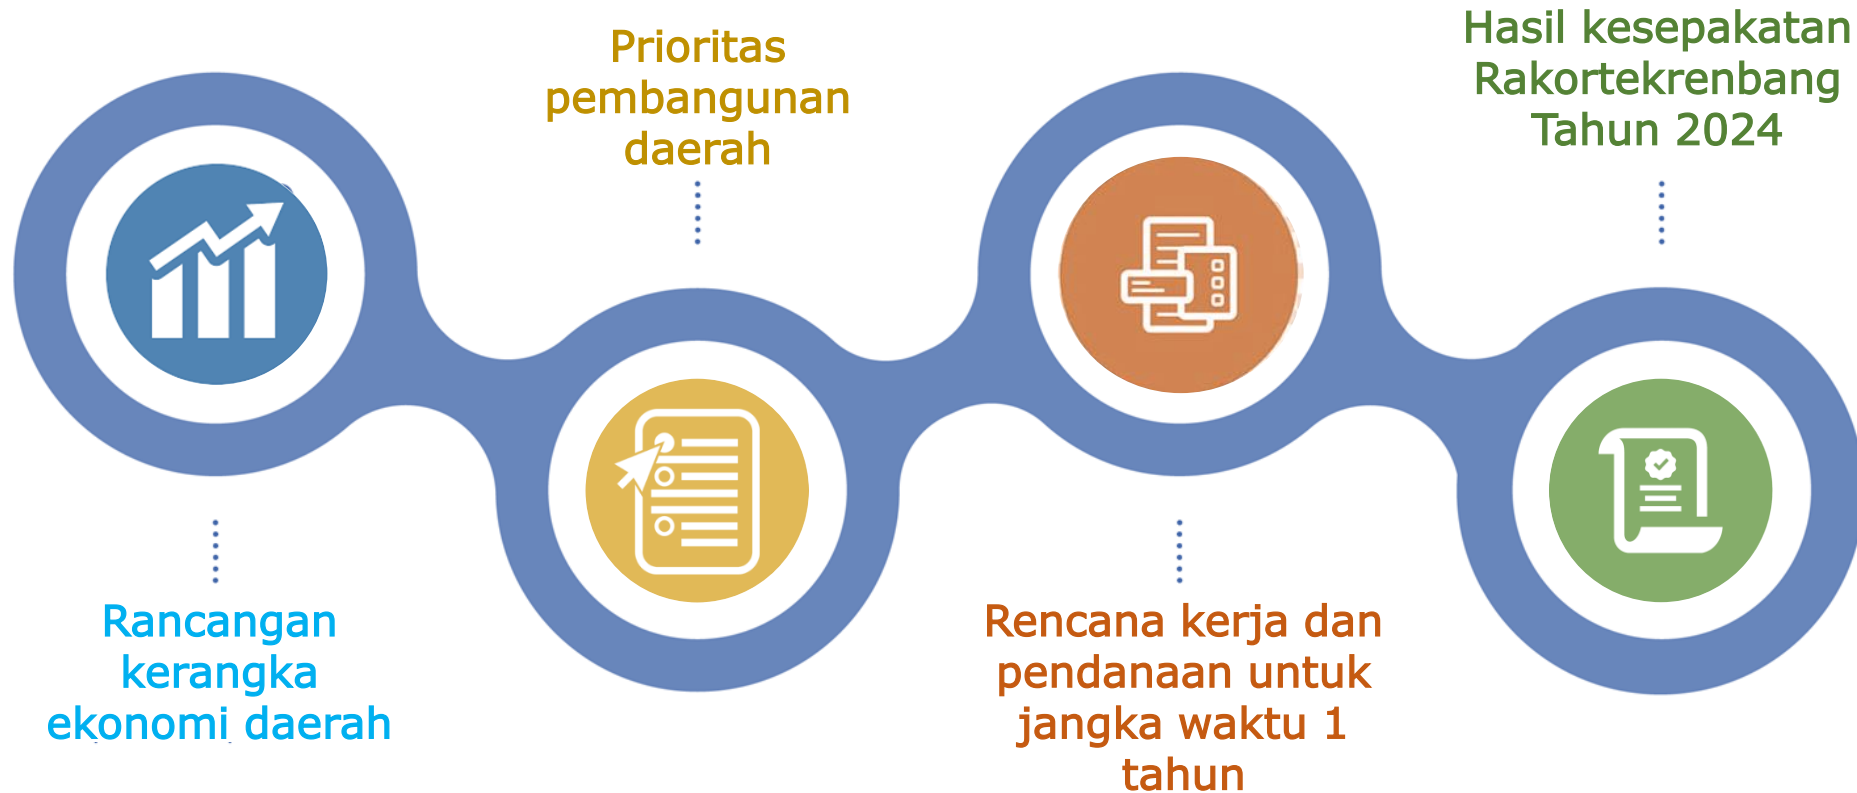 Rancangan
kerangka
ekonomi daerah
Prioritas
pembangunan
daerah
Rencana kerja dan
pendanaan untuk
jangka waktu 1
tahun
Hasil kesepakatan
Rakortekrenbang
Tahun 2024